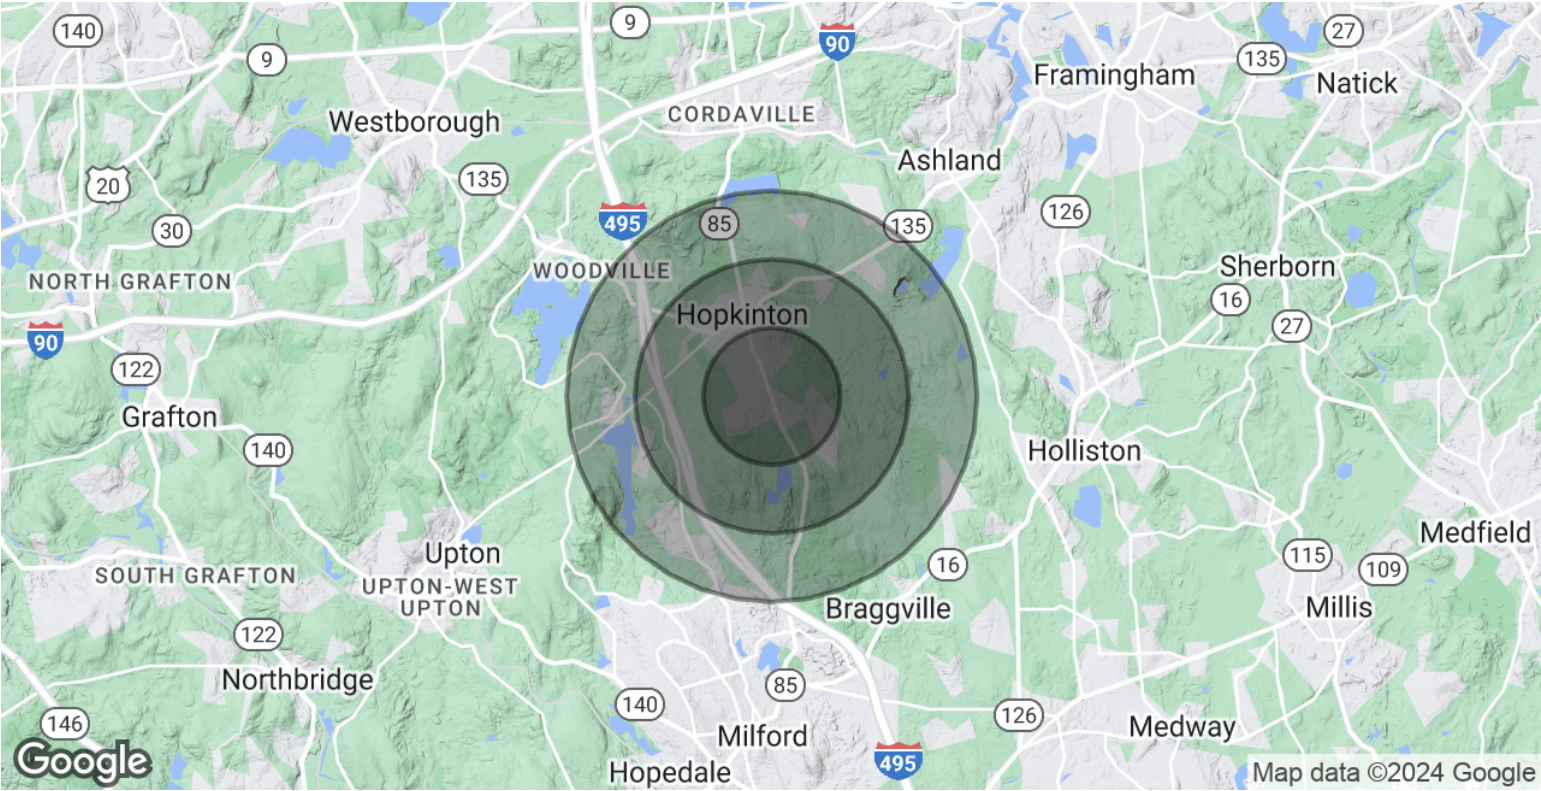 140
9
9
90
27
135
Framingham
Natick
CORDAVILLE
Westborough
Ashland
135
20
126
495
85
135
30
Sherborn
WOODVILLE
NORTH GRAFTON
16
Hopkinton
27
90
122
Grafton
140
Holliston
Medfield
Upton
115
16
109
SOUTH GRAFTON
UPTON-WEST
UPTON
Braggville
Millis
122
Northbridge
85
140
126
146
Medway
Milford
Google
495
Hopedale
Map data ©2024 Google